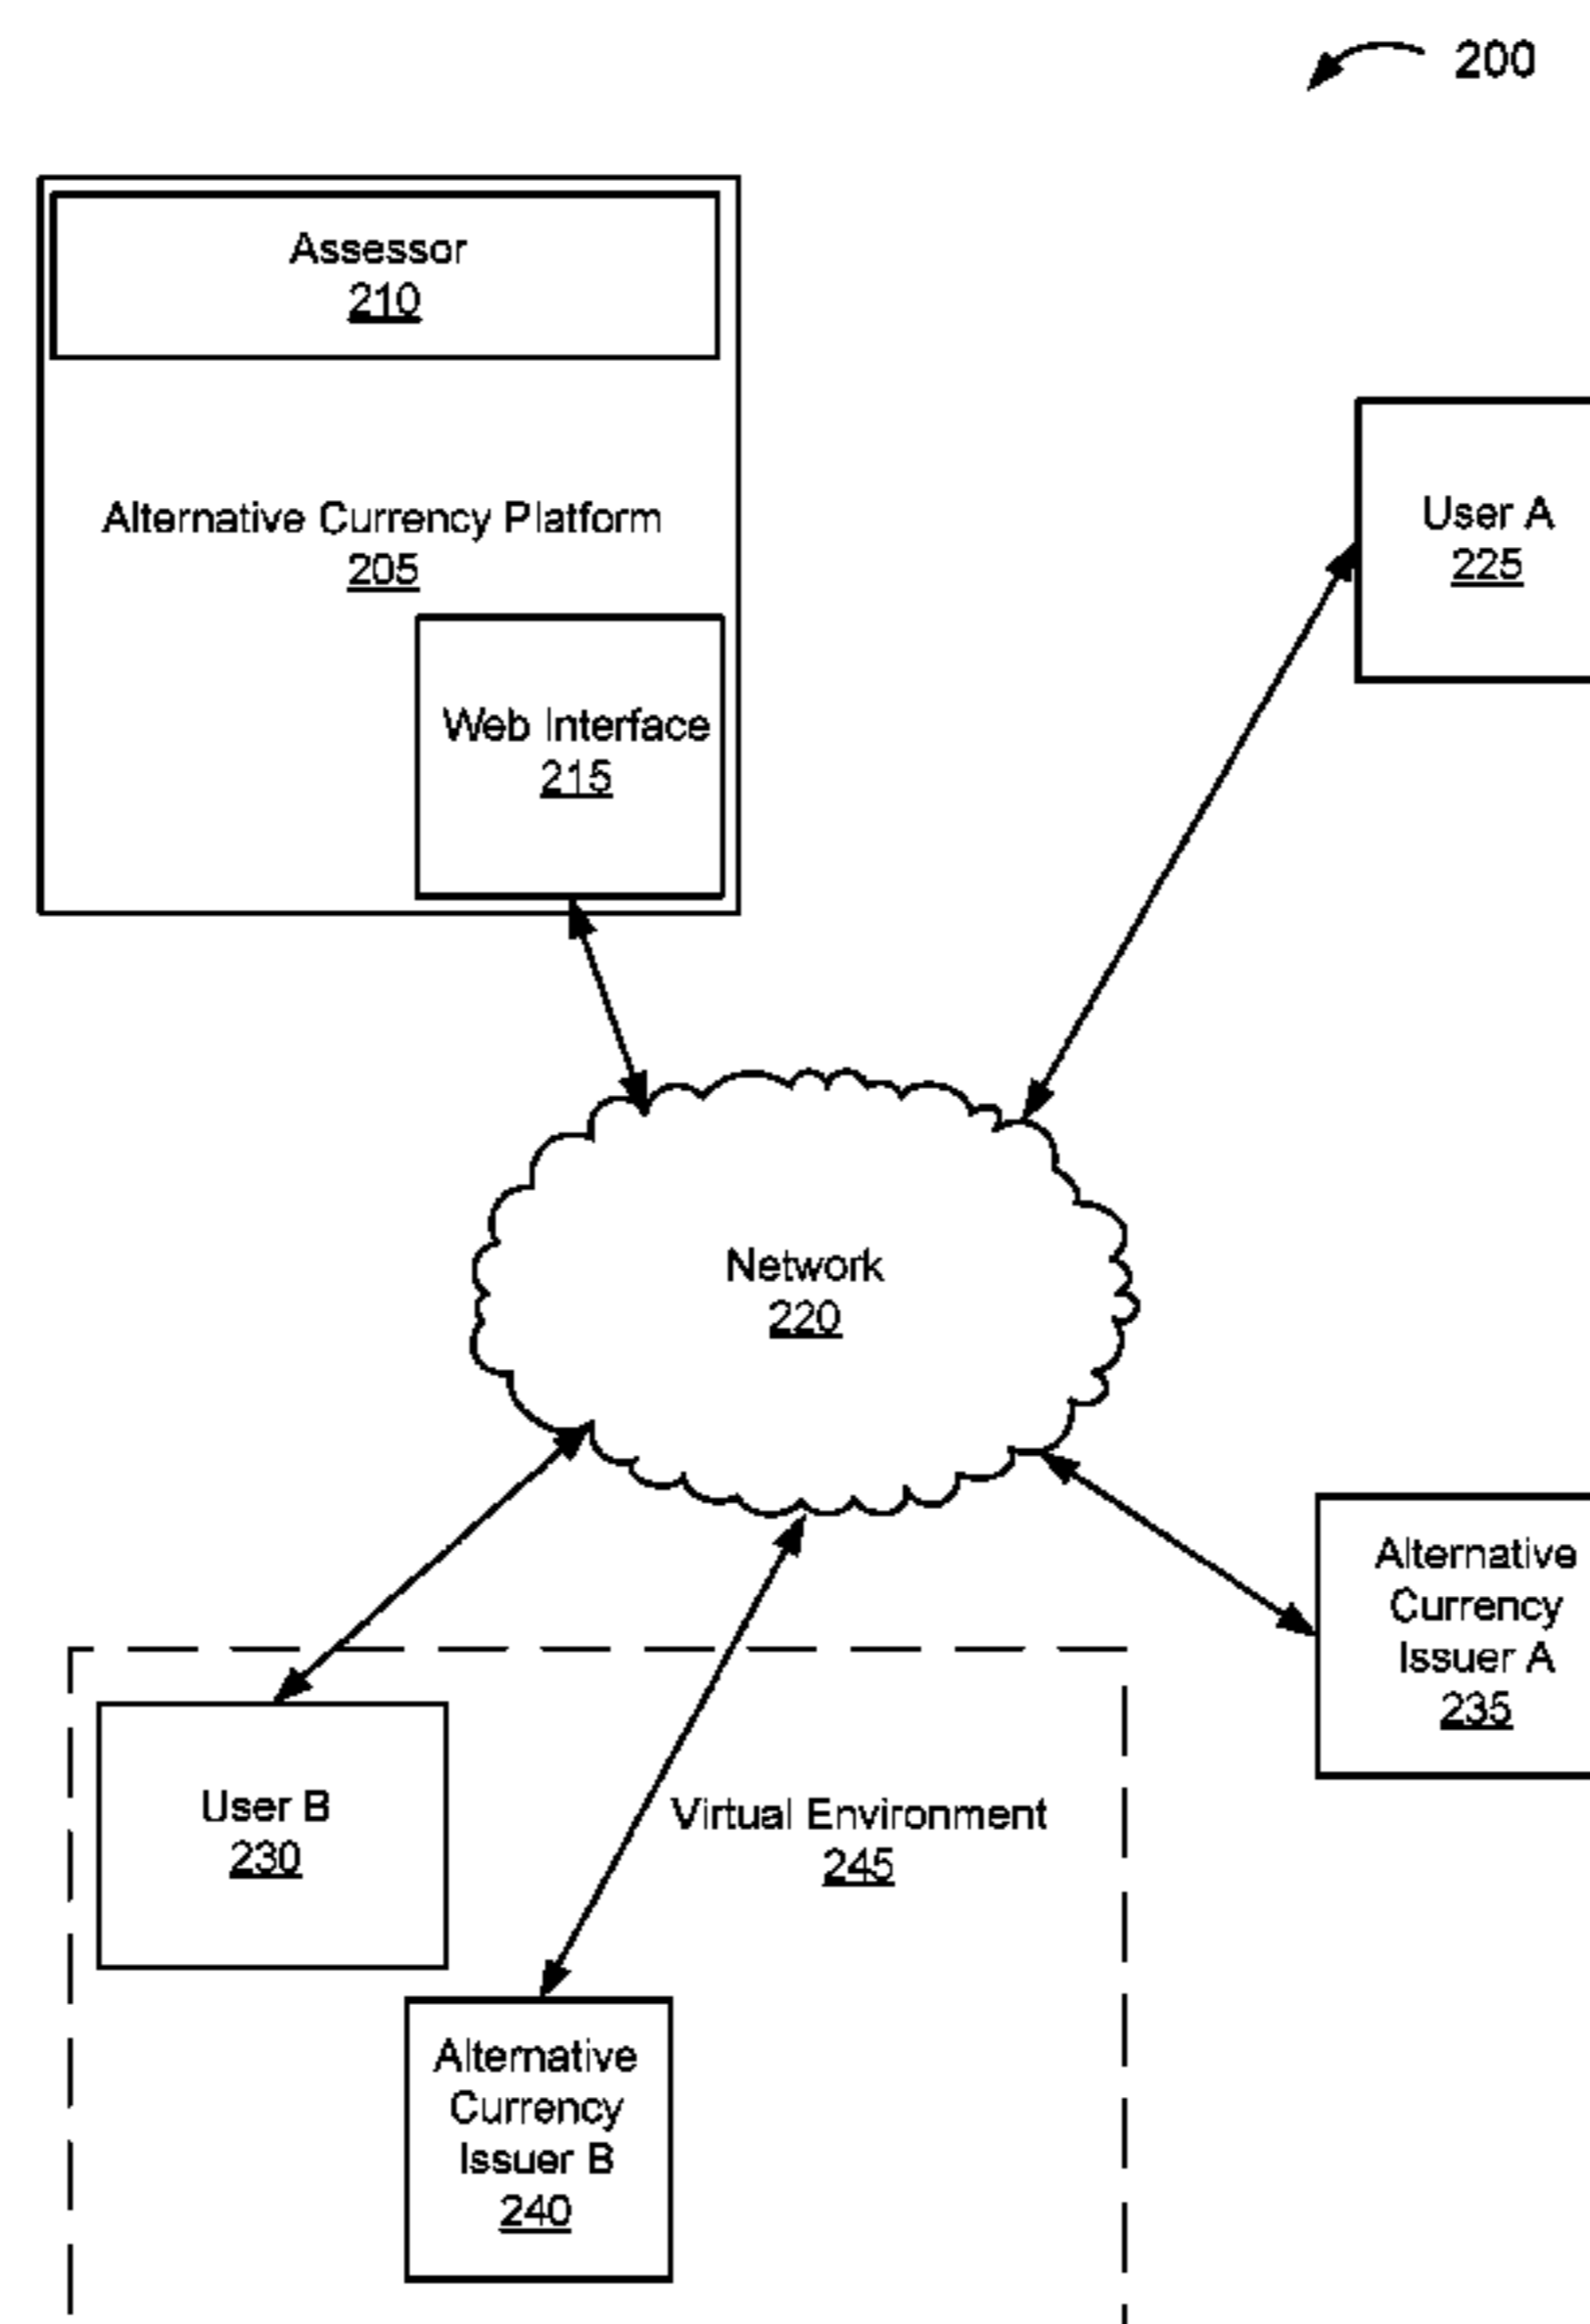 200
Assessor
210
Alternative Currency Platform
205
Web Interface
215
User A
225
Network
220
Alternative
Currency
Issuer A
235
User B
230
Virtual Environment
245
Alternative
Currency
Issuer B
240